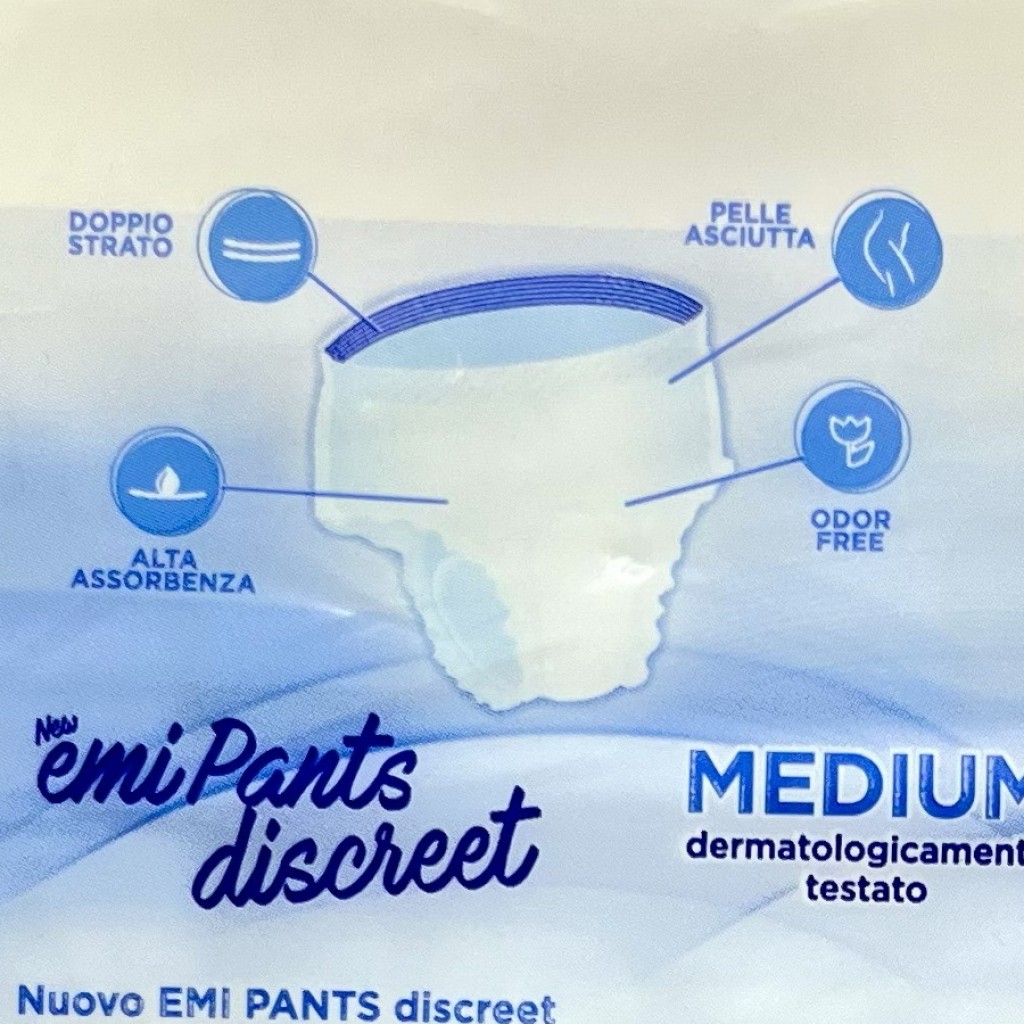 DOPPIO
STRATO
PELLE
ASCIUTTA
ALTA
ASSORBENZA
ODOR
FREE
New
emi Pants
discreet
MEDIUM
dermatologicament
testato
Nuovo EMI PANTS discreet